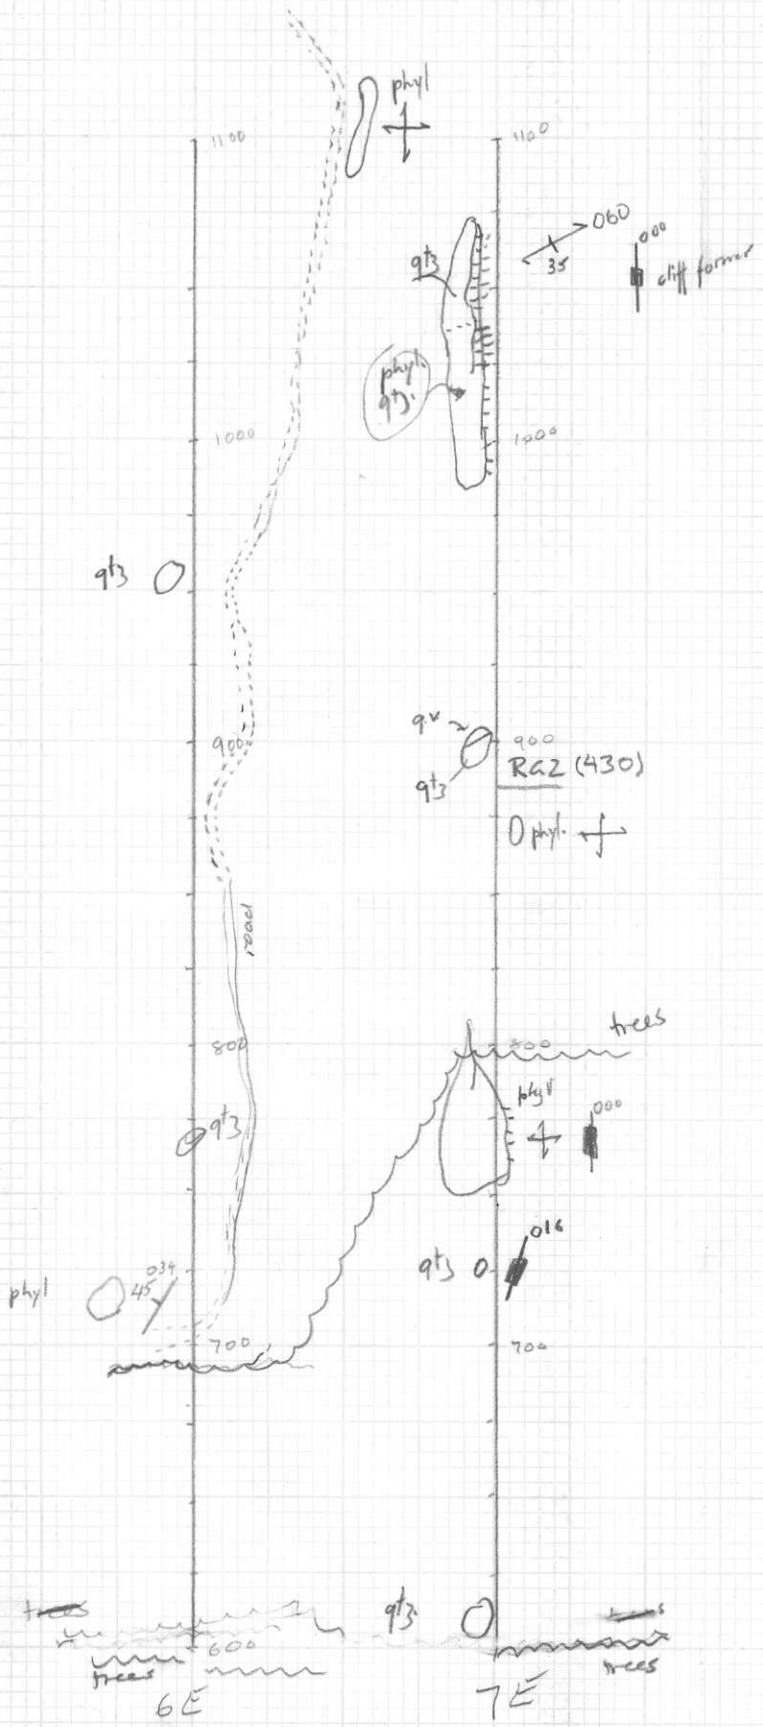 phyl
1100
1100
060
35
000
cliff former
qtz
phyl.
qtz.
1000
1000
qtz
q.v
900
900
qtz
RG2 (430)
phyl.
road
trees
800
800
phyl
000
qtz
016
qtz
034
45
phyl
700
700
trees
qtz.
trees
600
trees
trees
6E
7E